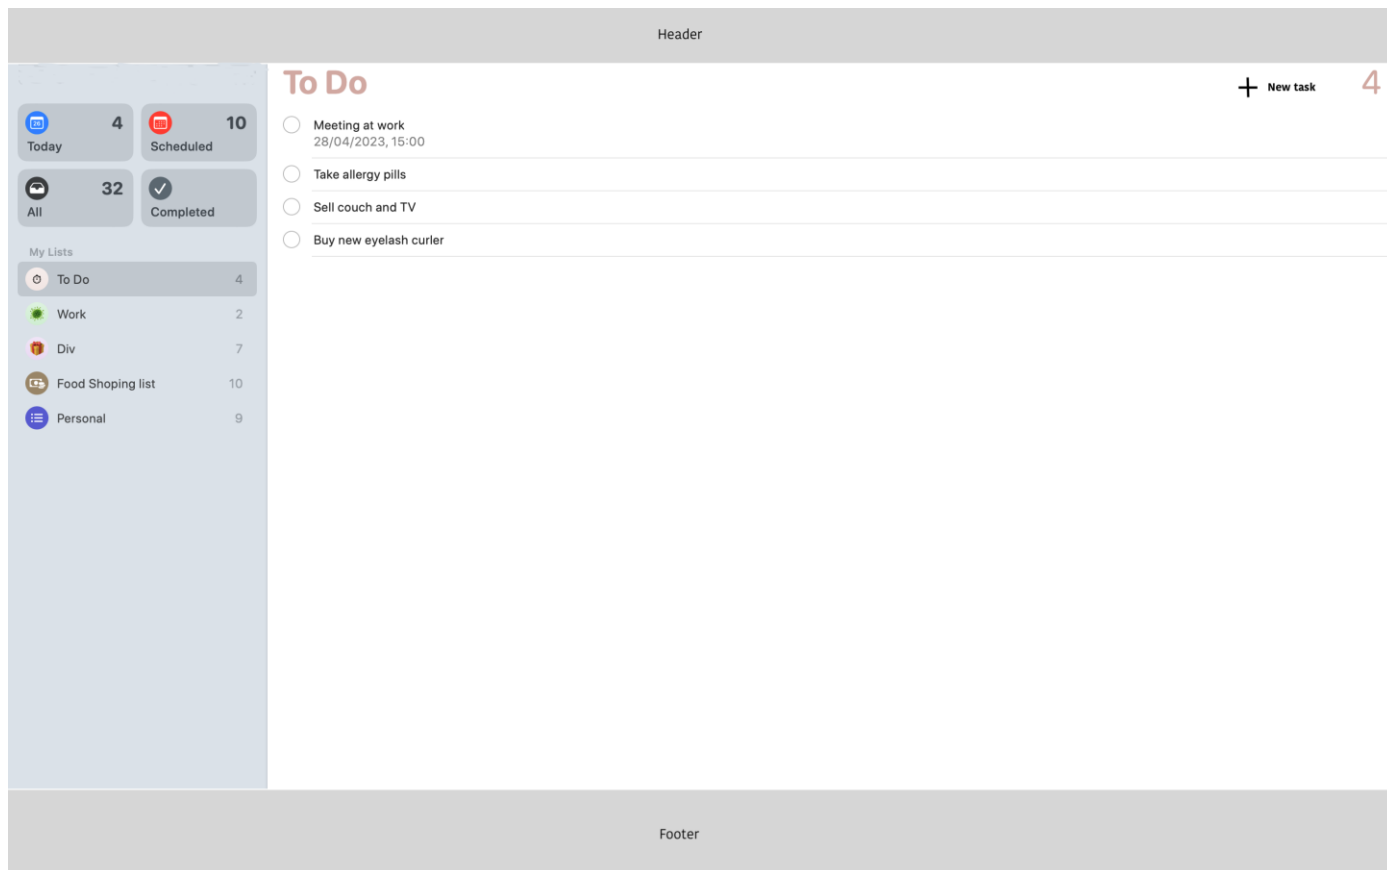 Header
4
Today
10
Scheduled
32
All
Completed
My Lists
To Do 4
Work 2
Div 7
Food Shoping list 10
Personal 9
To Do
New task
4
Meeting at work
28/04/2023, 15:00
Take allergy pills
Sell couch and TV
Buy new eyelash curler
Footer